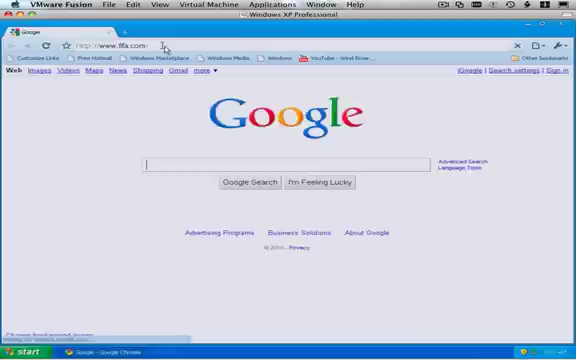 VMware Fusion File Edit View Virtual Machine Applications Window Help
Windows XP Professional
Google
http://www.fifa.com/
Customize Links Free Hotmail Windows Marketplace Windows Media Windows YouTube - Wind River... Other bookmarks
Web Images Videos Maps News Shopping Gmail more iGoogle | Search settings | Sign in
Google
Advanced Search
Language Tools
Google Search I'm Feeling Lucky
Advertising Programs Business Solutions About Google
Privacy
Change background image
start Google - Google Chrome